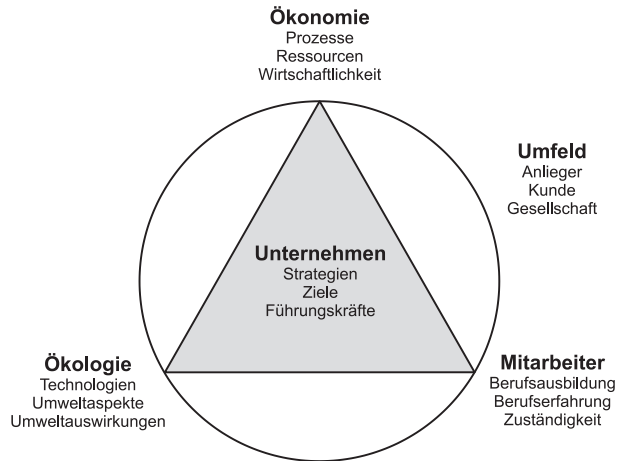 Ökonomie
Prozesse
Ressourcen
Wirtschaftlichkeit
Umfeld
Anlieger
Kunde
Gesellschaft
Unternehmen
Strategien
Ziele
Führungskräfte
Ökologie
Technologien
Umweltaspekte
Umweltauswirkungen
Mitarbeiter
Berufsausbildung
Berufserfahrung
Zuständigkeit